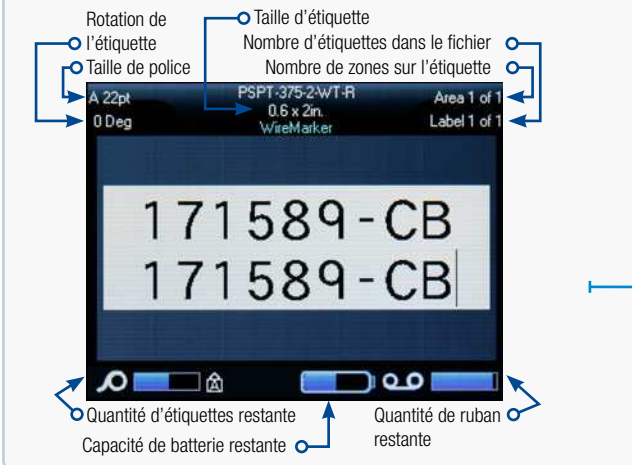 Rotation de
l'étiquette
Taille d'étiquette
Nombre d'étiquettes dans le fichier
Taille de police
Nombre de zones sur l'étiquette
A 22pt
PSPT-375-2-WT-R
Area 1 of 1
0 Deg
0.6 x 2in.
Label 1 of 1
WireMarker
171589-CB
171589-CB
A
Quantité d'étiquettes restante
Quantité de ruban
restante
Capacité de batterie restante